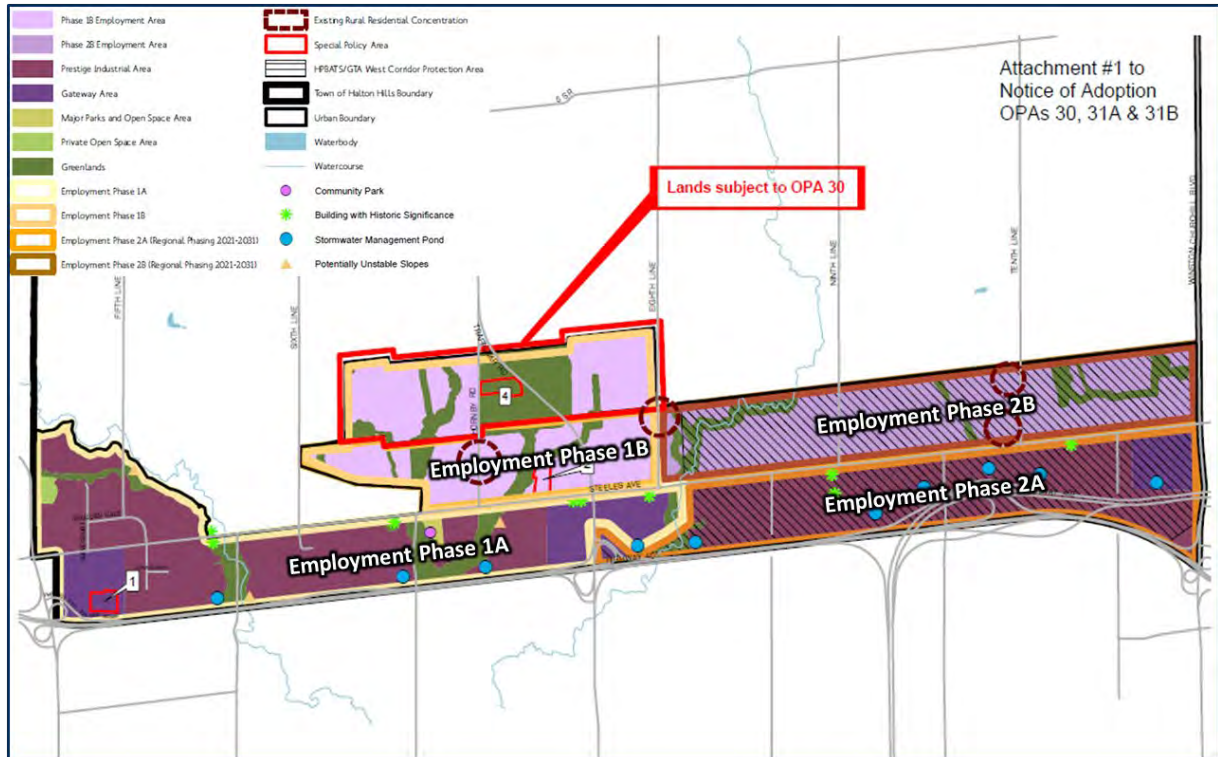 Phase 1B Employment Area
Phase 2B Employment Area
Prestige Industrial Area
Gateway Area
Major Parks and Open Space Area
Private Open Space Area
Greenlands
Employment Phase 1A
Employment Phase 1B
Employment Phase 2A (Regional Phasing 2021-2031)
Employment Phase 2B (Regional Phasing 2021-2031)
Existing Rural Residential Concentration
Special Policy Area
HPBATS/GTA West Corridor Protection Area
Town of Halton Hills Boundary
Urban Boundary
Waterbody
Watercourse
Community Park
Building with Historic Significance
Stormwater Management Pond
Potentially Unstable Slopes
Attachment #1 to
Notice of Adoption
OPAs 30, 31A & 31B
5 SR
Lands subject to OPA 30
FIFTH LINE
SIXTH LINE
EIGHTH LINE
NINTH LINE
TENTH LINE
WINSTON CHURCHILL BLVD
HORNBY RD
4
Employment Phase 2B
Employment Phase 1B
STEELES AVE
Employment Phase 2A
Employment Phase 1A
1